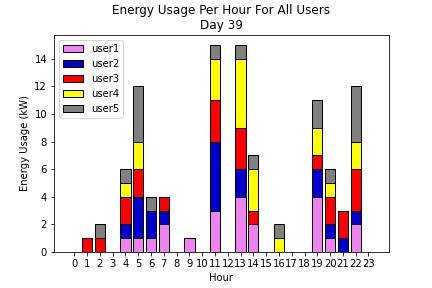 Energy Usage Per Hour For All Users
Day 39
user1
user2
user3
user4
user5
Energy Usage (kW)
14
12
10
8
6
4
2
0
0 1 2 3 4 5 6 7 8 9 10 11 12 13 14 15 16 17 18 19 20 21 22 23
Hour